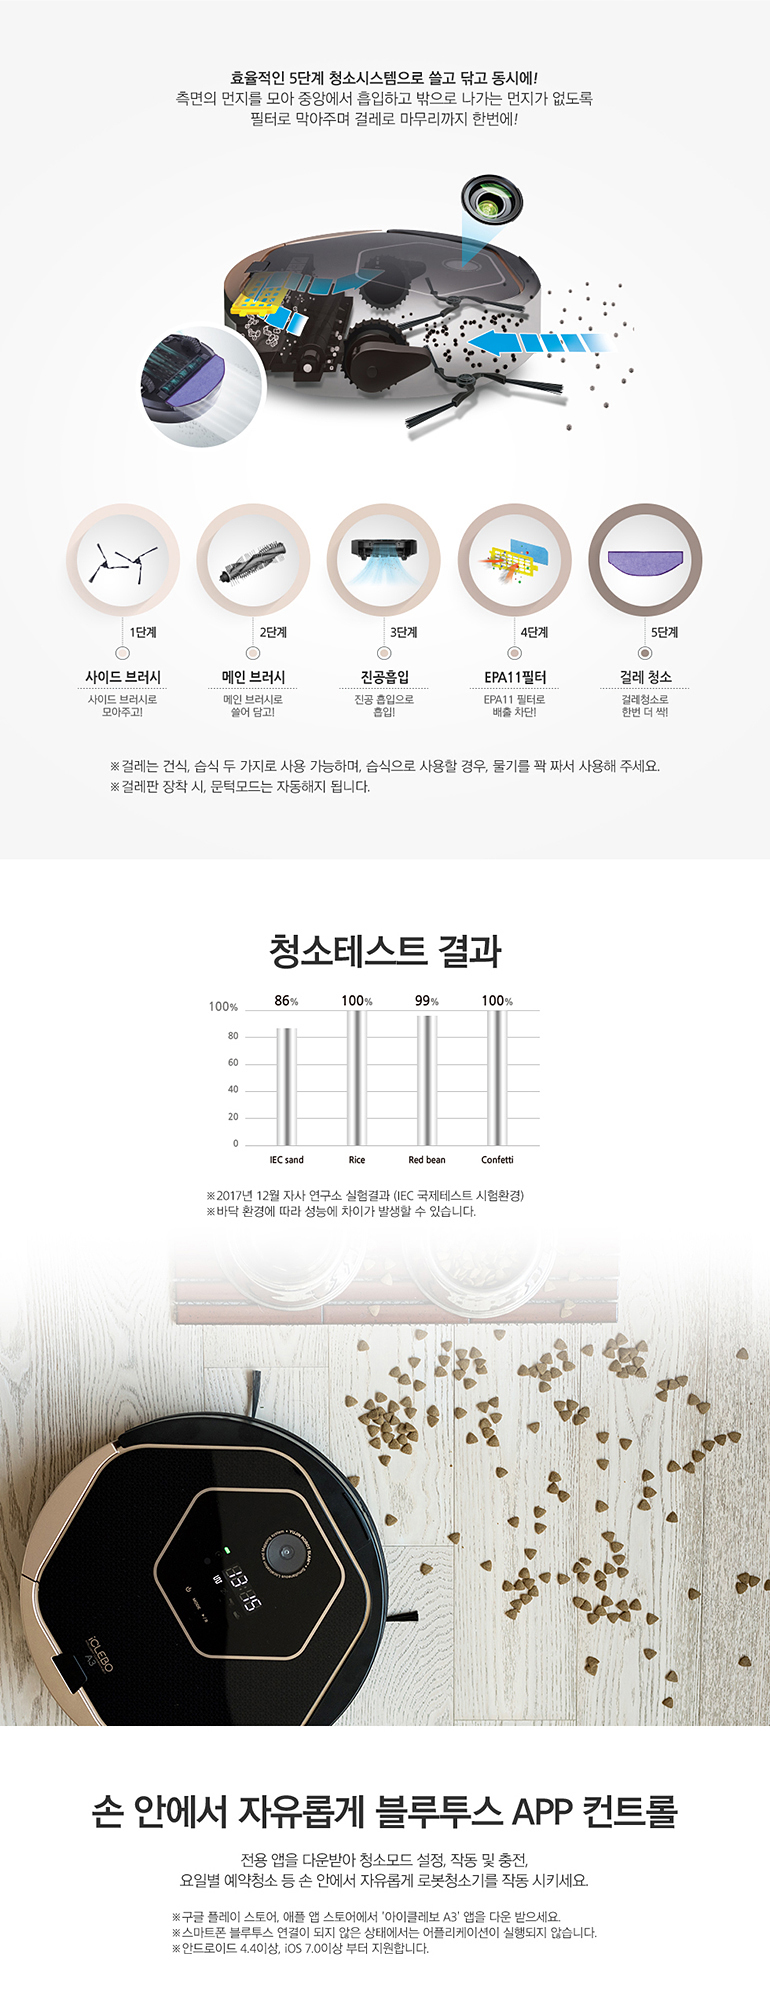 효율적인 5단계 청소시스템으로 쓸고 닦고 동시에!
측면의 먼지를 모아 중앙에서 흡입하고 밖으로 나가는 먼지가 없도록
필터로 막아주며 걸레로 마무리까지 한번에!
1단계
2단계
3단계
4단계
5단계
사이드 브러시
메인 브러시
진공흡입
EPA11필터
걸레 청소
사이드 브러시로
모아주고!
메인 브러시로
쓸어 담고!
진공 흡입으로
흡입!
EPA11 필터로
배출 차단!
걸레청소로
한번 더 싹!
※걸레는 건식, 습식 두 가지로 사용 가능하며, 습식으로 사용할 경우, 물기를 꽉 짜서 사용해 주세요.
※걸레판 장착 시, 문턱모드는 자동해지 됩니다.
청소테스트 결과
86% 100% 99% 100%
100%
80
60
40
20
0
IEC sand Rice Red bean Confetti
※2017년 12월 자사 연구소 실험결과 (IEC 국제테스트 시험환경)
※바닥 환경에 따라 성능에 차이가 발생할 수 있습니다.
iCLEBO
A3
손 안에서 자유롭게 블루투스 APP 컨트롤
전용 앱을 다운받아 청소모드 설정, 작동 및 충전,
요일별 예약청소 등 손 안에서 자유롭게 로봇청소기를 작동 시키세요.
※구글 플레이 스토어, 애플 앱 스토어에서 '아이클레보 A3' 앱을 다운 받으세요.
※스마트폰 블루투스 연결이 되지 않은 상태에서는 어플리케이션이 실행되지 않습니다.
※안드로이드 4.4이상, iOS 7.0이상 부터 지원합니다.